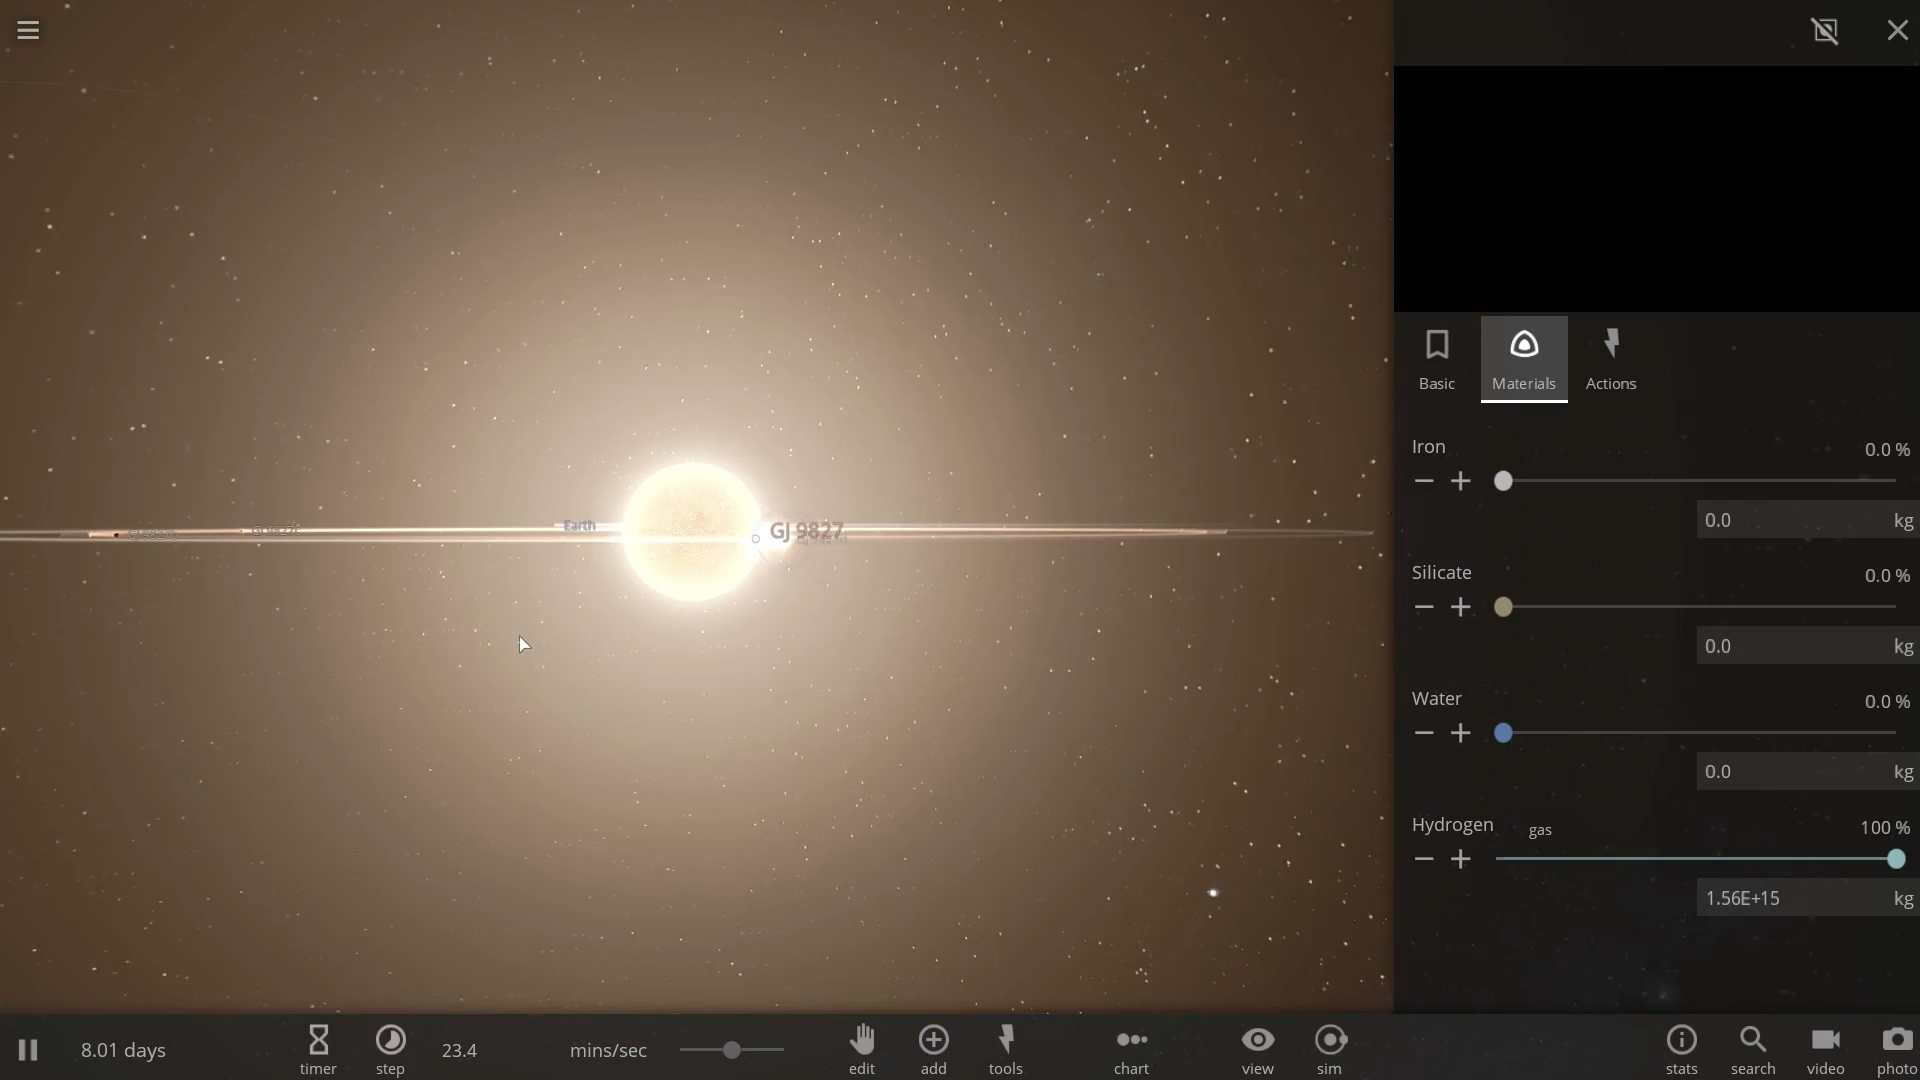 Basic
Materials
Actions
Iron
0.0 %
0.0 kg
Silicate
0.0 %
0.0 kg
Water
0.0 %
0.0 kg
Hydrogen gas
100 %
1.56E+15 kg
Earth
GJ 9827
8.01 days
timer
step
23.4
mins/sec
edit
add
tools
chart
view
sim
stats
search
video
photo